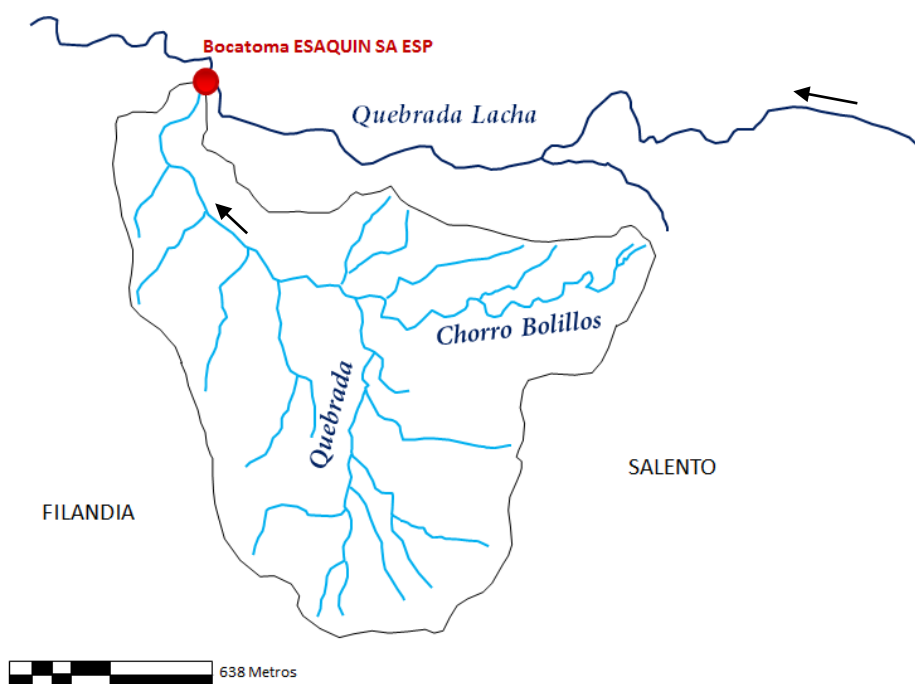 Bocatoma ESAQUIN SA ESP
Quebrada Lacha
Chorro Bolillos
Quebrada
SALENTO
FILANDIA
638 Metros